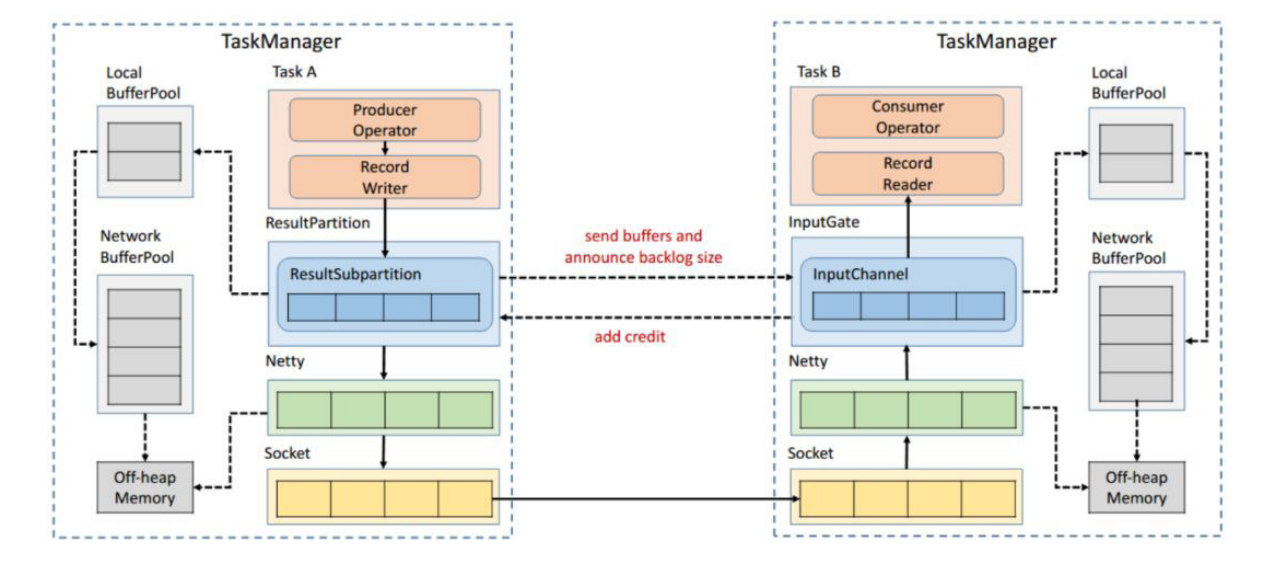 TaskManager
Local
BufferPool
Task A
Producer
Operator
Record
Writer
ResultPartition
Network
BufferPool
ResultSubpartition
Netty
Socket
Off-heap
Memory
send buffers and
announce backlog size
add credit
TaskManager
Task B
Local
BufferPool
Consumer
Operator
Record
Reader
InputGate
Network
BufferPool
InputChannel
Netty
Socket
Off-heap
Memory